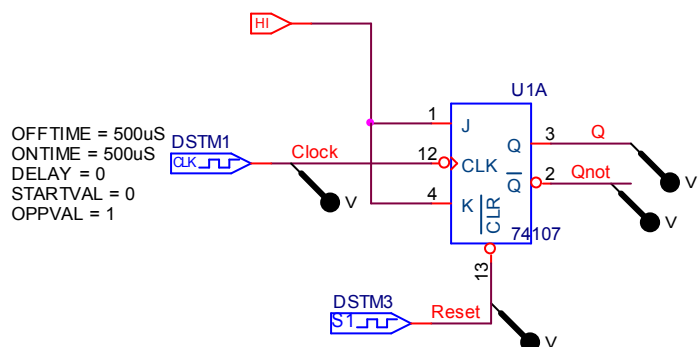 HI
U1A
OFFTIME = 500uS
ONTIME = 500uS
DELAY = 0
STARTVAL = 0
OPPVAL = 1
DSTM1
CLK
Clock
1
12
4
J
CLK
K
CLR
Q
Q
3
2
Q
Qnot
V
V
V
74107
13
DSTM3
S1
Reset
V